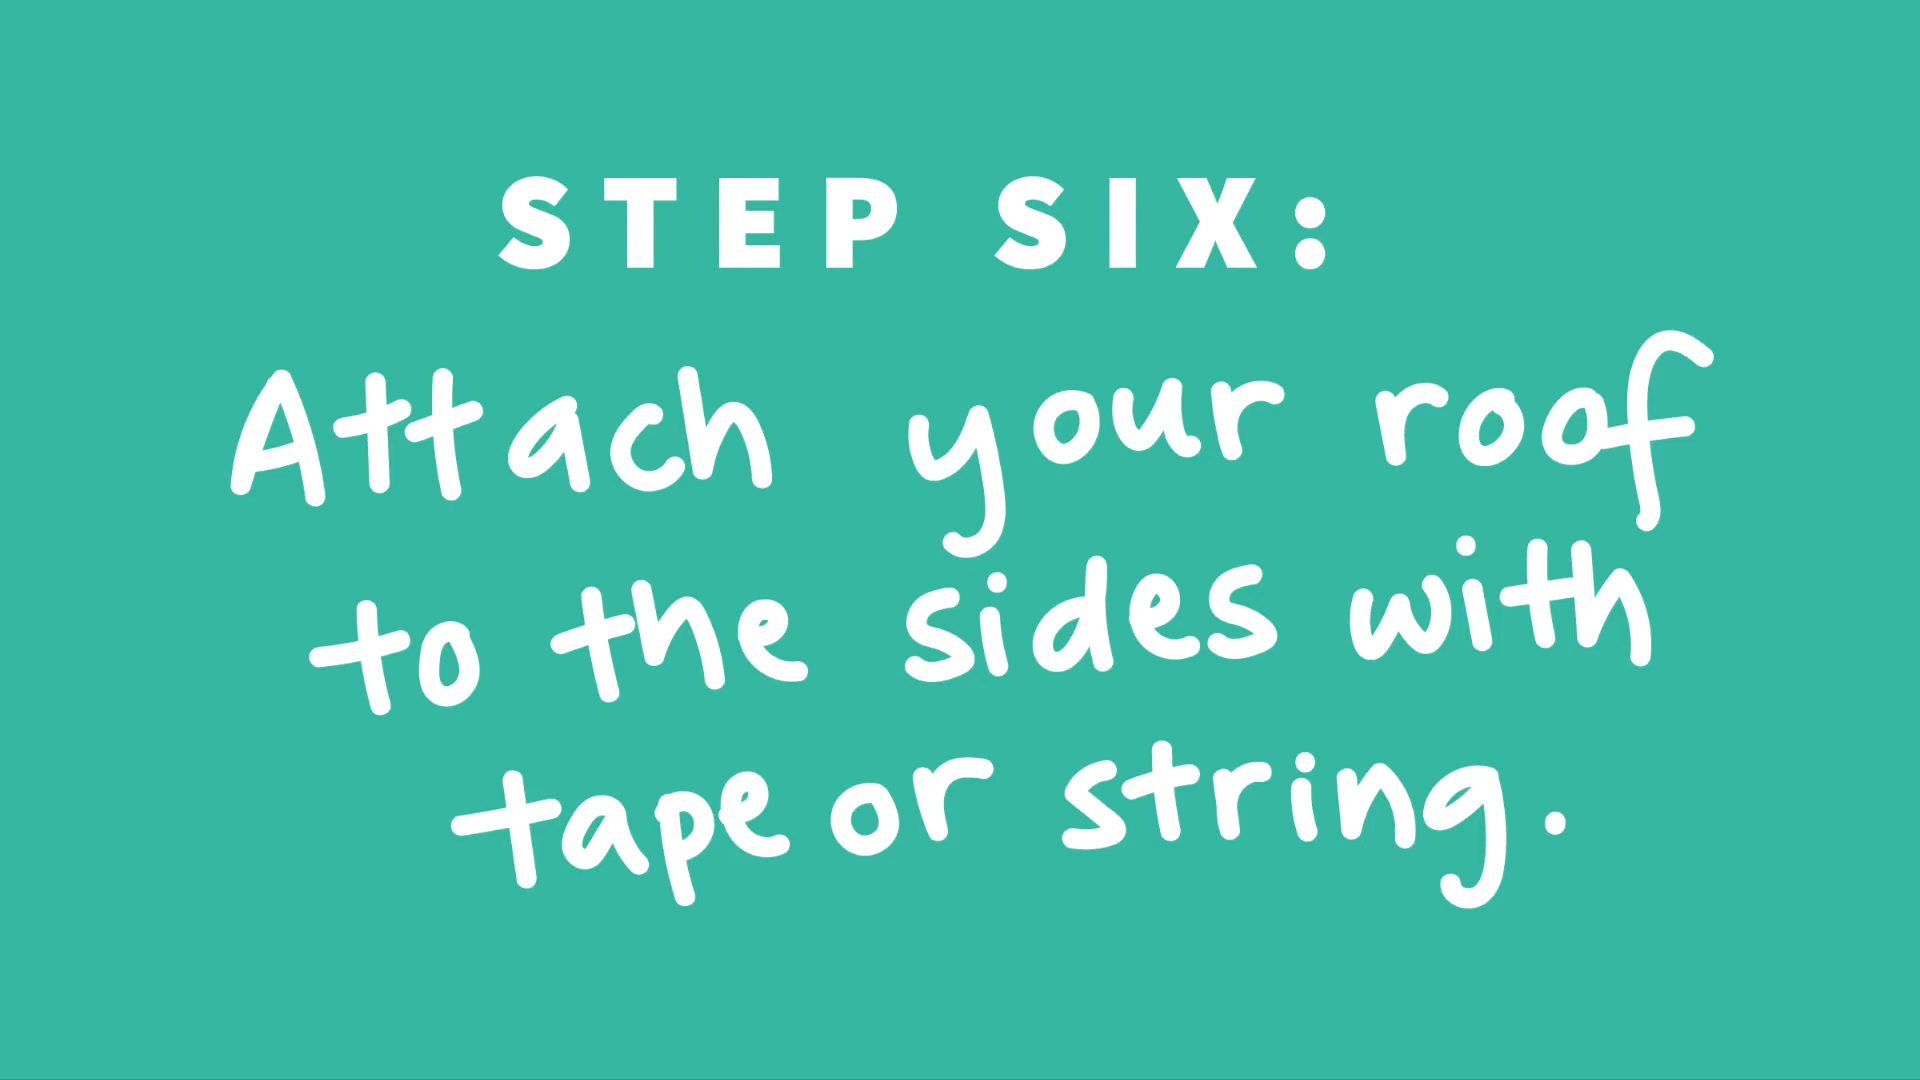 STEP SIX:
Attach your roof
to the sides with
tape or string.